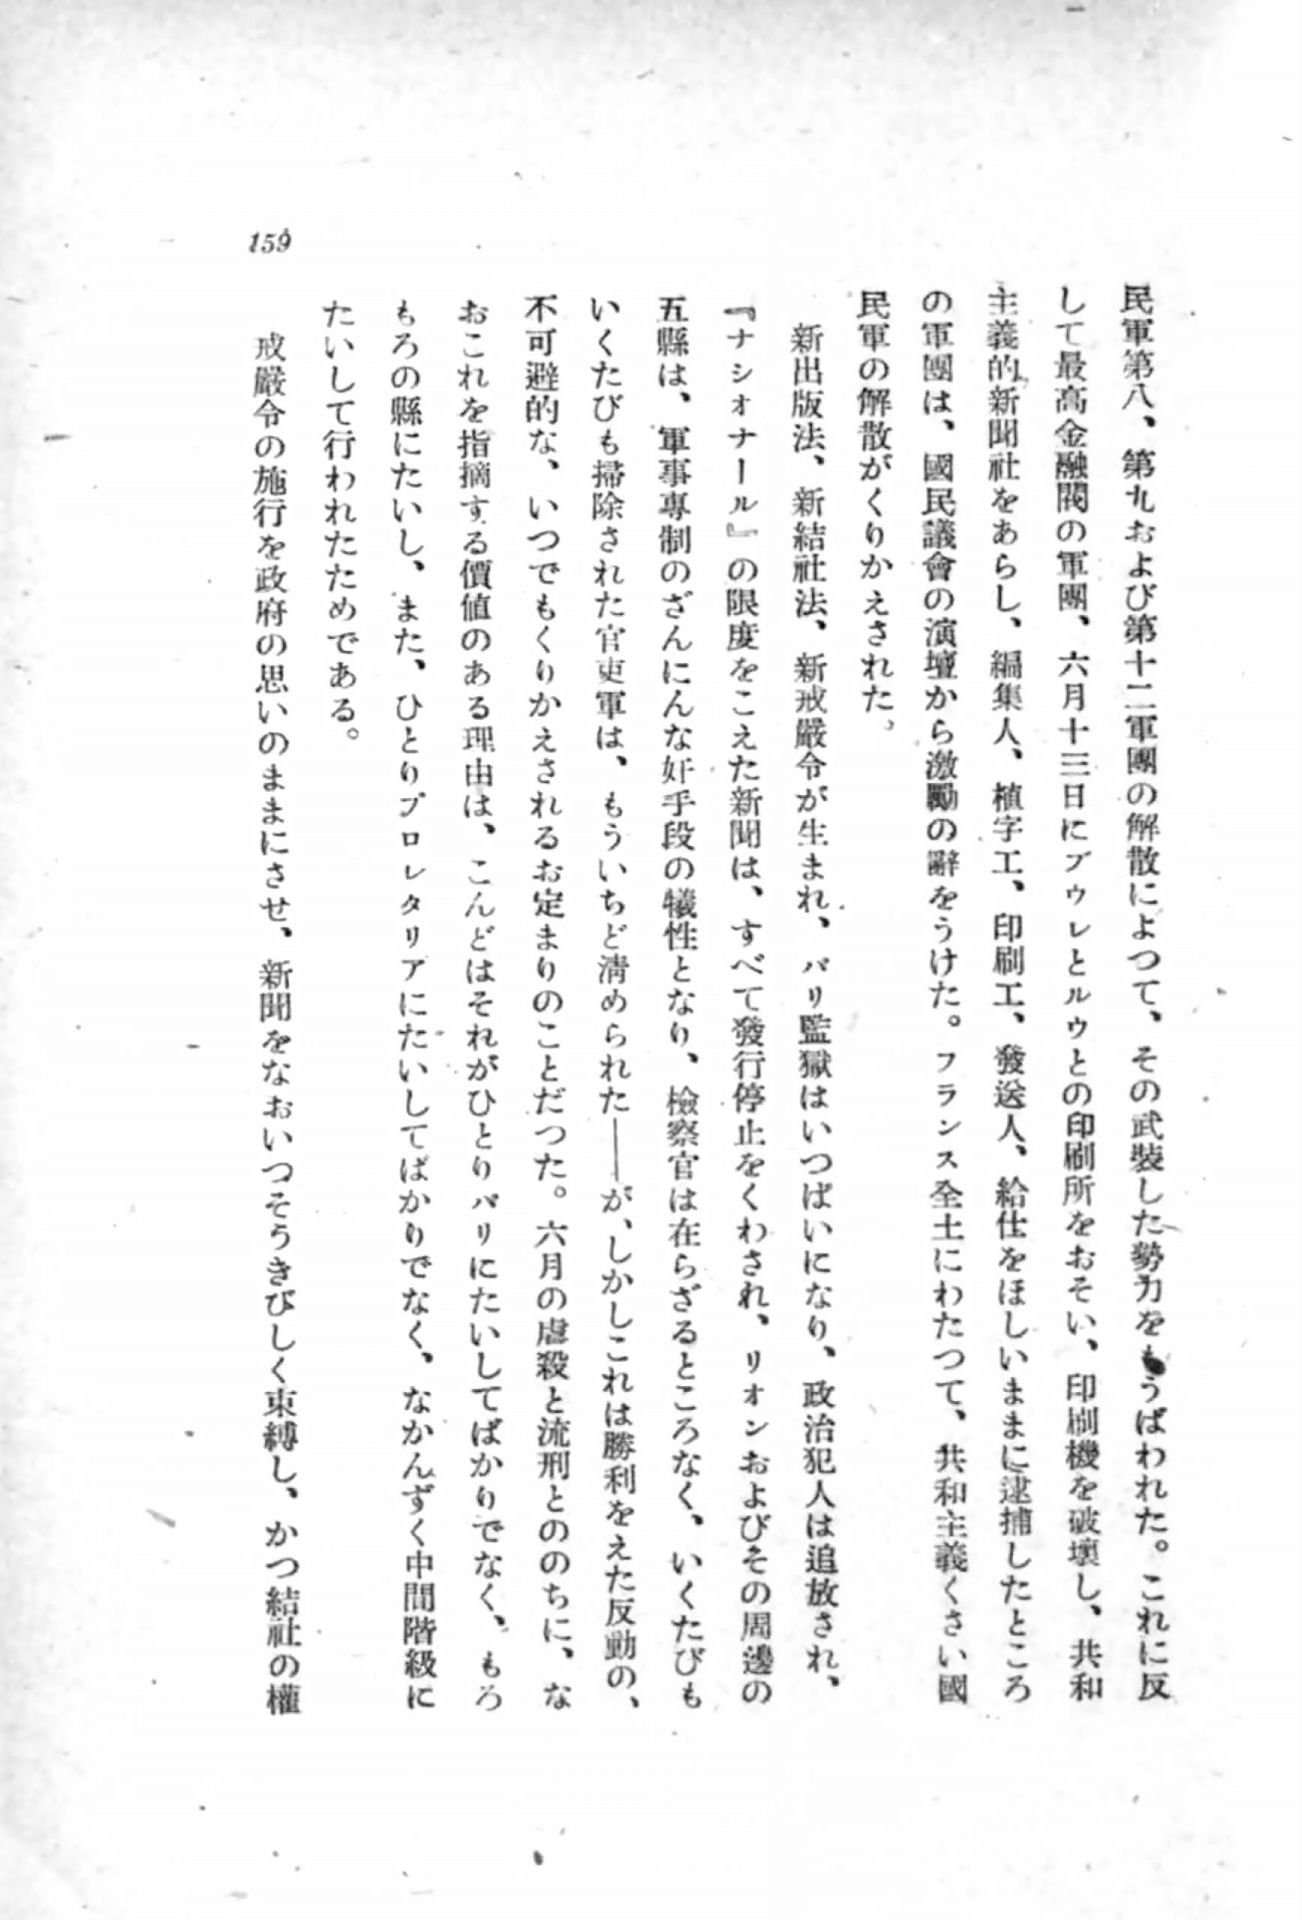 民軍第八、第九および第十二軍團の解散によつて、その武裝した勢力をもうばわれた。これに反
して最高金融閥の軍團、六月十三日にブゥレとルウとの印刷所をおそい、印刷機を破壞し、共和
主義的新聞社をあらし、編集人、植字工、印刷工、發送人、給仕をほしいままに逮捕したところ
の軍團は、國民議會の演壇から激勵の辭をうけた。フランス全土にわたつて、共和主義くさい國
民軍の解散がくりかえされた。
新出版法、新結社法、新戒嚴令が生まれ、パリ監獄はいつぱいになり、政治犯人は追放され、
『ナシォナール』の限度をこえた新聞は、すべて發行停止をくわされ、リオンおよびその周邊の
五縣は、軍事專制のざんにんな奸手段の犠性となり、檢察官は在らざるところなく、いくたびも
いくたびも掃除された官吏軍は、もういちど淸められた――が、しかしこれは勝利をえた反動の、
不可避的な、いつでもくりかえされるお定まりのことだつた。六月の虐殺と流刑とののちに、な
おこれを指摘する價値のある理由は、こんどはそれがひとりパリにたいしてばかりでなく、もろ
もろの縣にたいし、また、ひとりプロレタリアにたいしてばかりでなく、なかんずく中間階級に
たいして行われたためである。
戒嚴令の施行を政府の思いのままにさせ、新聞をなおいつそうきびしく束縛し、かつ結社の權
159